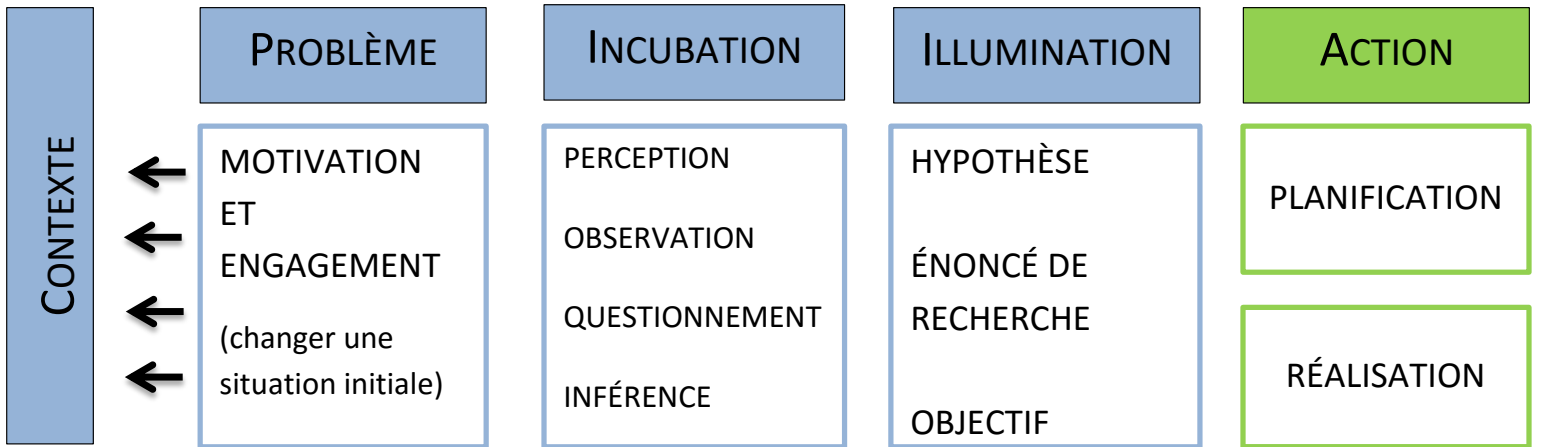 CONTEXTE
PROBLÈME
MOTIVATION
ET
ENGAGEMENT
(changer une
situation initiale)
INCUBATION
PERCEPTION
OBSERVATION
QUESTIONNEMENT
INFÉRENCE
ILLUMINATION
HYPOTHÈSE
ÉNONCÉ DE
RECHERCHE
OBJECTIF
ACTION
PLANIFICATION
RÉALISATION